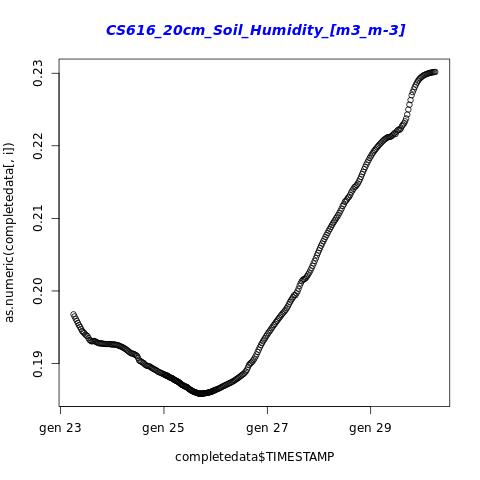 CS616_20cm_Soil_Humidity_[m3_m-3]
0.23
0.22
0.21
0.20
0.19
as.numeric(completedata[, i])
gen 23 gen 25 gen 27 gen 29
completedata$TIMESTAMP